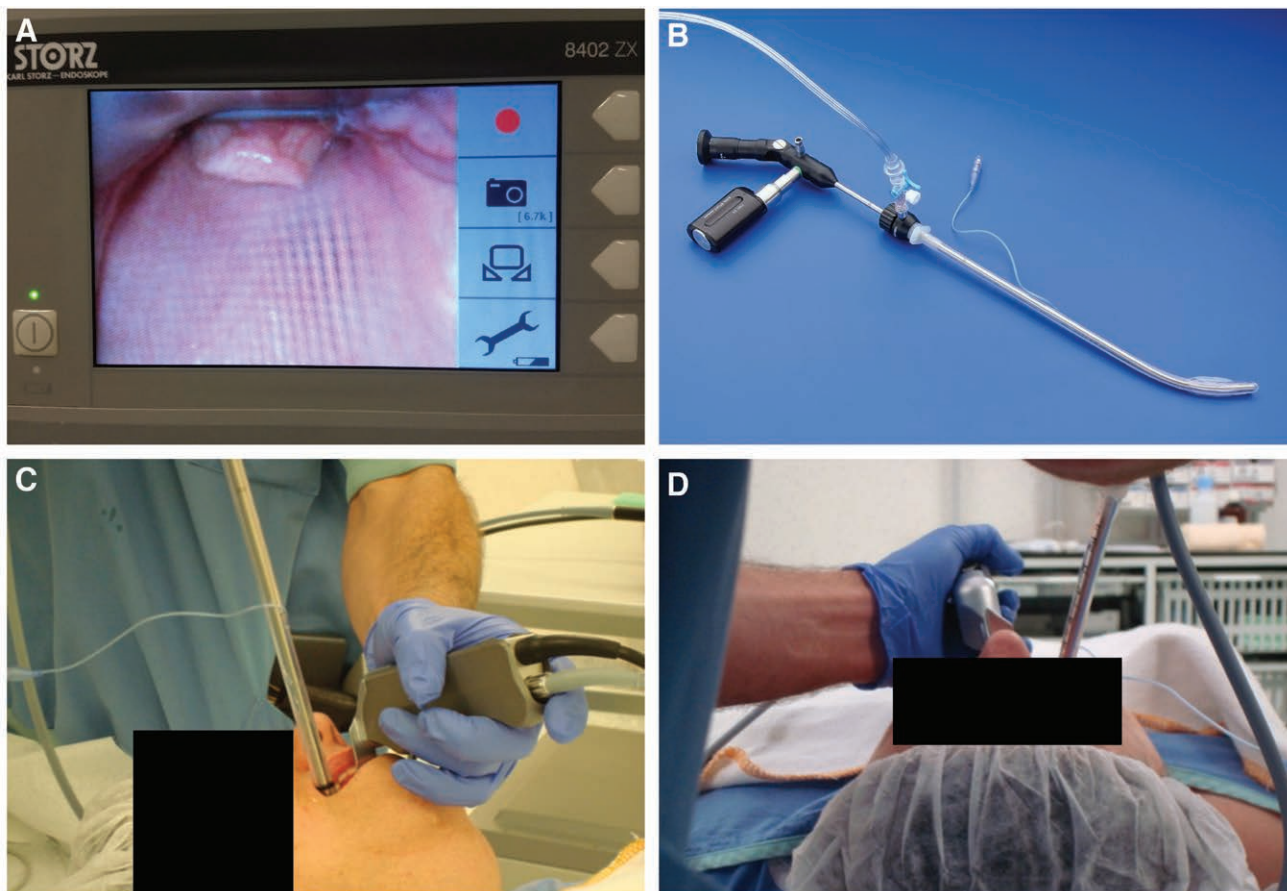 A
STORZ
KARL STORZ—ENDOSKOPE
8402 ZX
[6.7k]
B
C
D